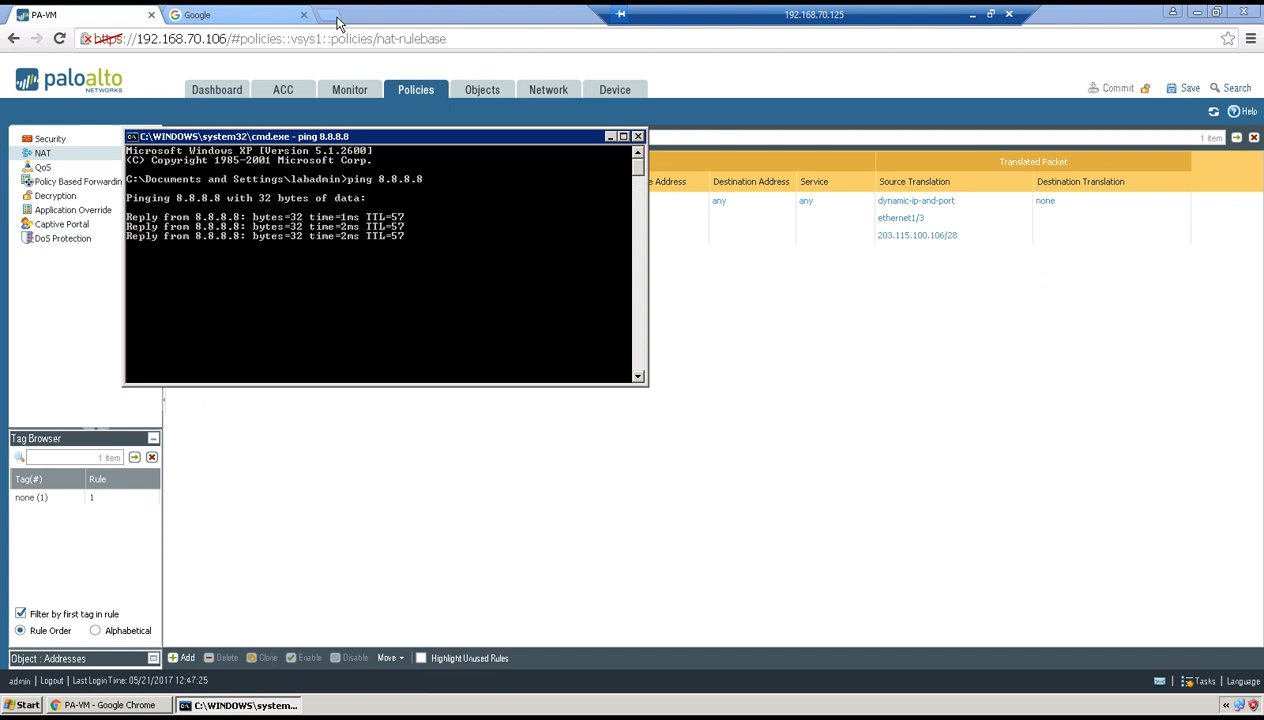 PA-VM
Google
192.168.70.125
https://192.168.70.106/#policies::vsys1::policies/nat-rulebase
paloalto
NETWORKS
Dashboard
ACC
Monitor
Policies
Objects
Network
Device
Commit
Save
Search
Help
Security
NAT
QoS
Policy Based Forwardin
Decryption
Application Override
Captive Portal
DoS Protection
C:\WINDOWS\system32\cmd.exe - ping 8.8.8.8
Microsoft Windows XP [Version 5.1.2600]
(C) Copyright 1985-2001 Microsoft Corp.
C:\Documents and Settings\labadmin>ping 8.8.8.8
Pinging 8.8.8.8 with 32 bytes of data:
Reply from 8.8.8.8: bytes=32 time=1ms TTL=57
Reply from 8.8.8.8: bytes=32 time=2ms TTL=57
Reply from 8.8.8.8: bytes=32 time=2ms TTL=57
1 item
Translated Packet
e Address
Destination Address
Service
Source Translation
Destination Translation
any
any
dynamic-ip-and-port
none
ethernet1/3
203.115.100.106/28
Tag Browser
1 item
Tag(#)
Rule
none (1)
1
Filter by first tag in rule
Rule Order
Alphabetical
Object : Addresses
Add
Delete
Clone
Enable
Disable
Move
Highlight Unused Rules
admin | Logout | Last Login Time: 05/21/2017 12:47:25
Tasks | Language
Start
PA-VM - Google Chrome
C:\WINDOWS\system...